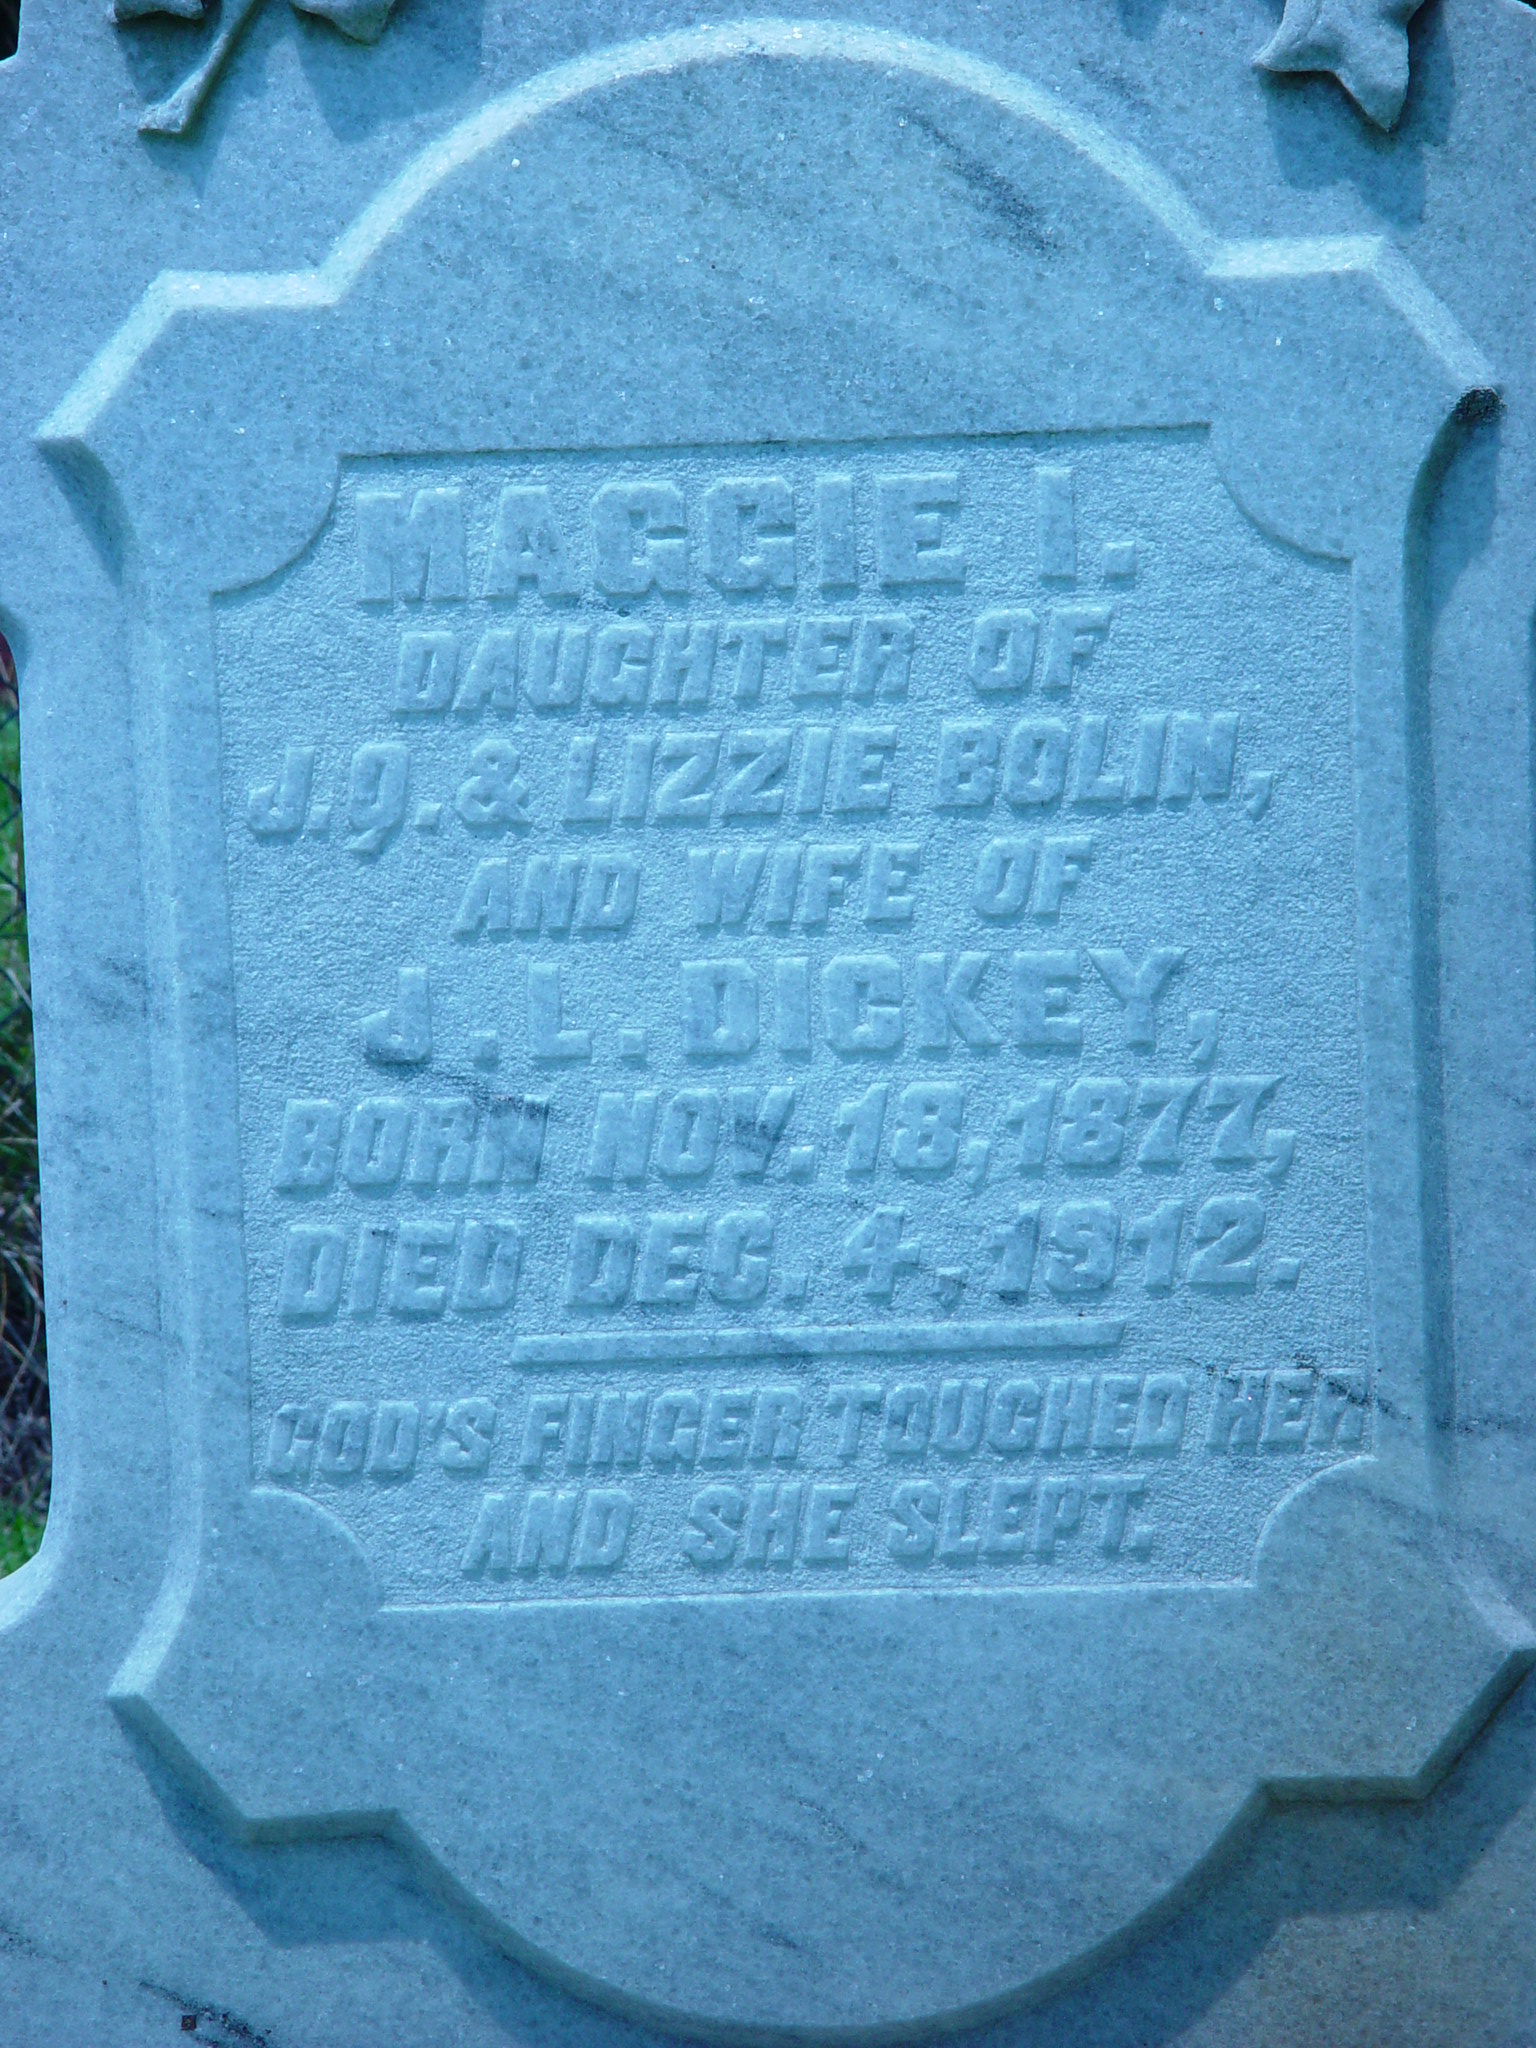 MAGGIE I.
DAUGHTER OF
J.Q. & LIZZIE BOLIN,
AND WIFE OF
J. L. DICKEY,
BORN NOV. 18, 1877,
DIED DEC. 4, 1912.
GOD'S FINGER TOUCHED HER
AND SHE SLEPT.